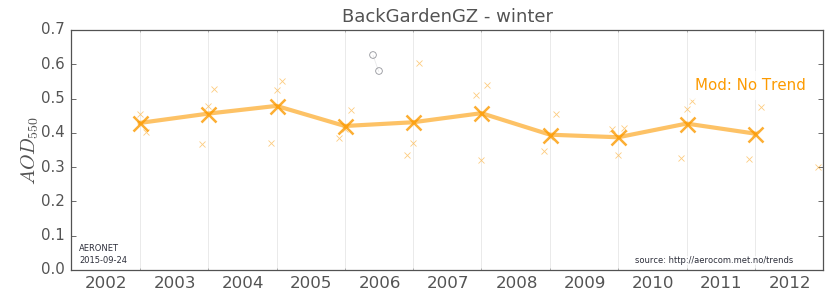 BackGardenGZ - winter
0.7
0.6
0.5
0.4
0.3
0.2
0.1
0.0
AOD550
Mod: No Trend
AERONET
2015-09-24
source: http://aerocom.met.no/trends
2002 2003 2004 2005 2006 2007 2008 2009 2010 2011 2012